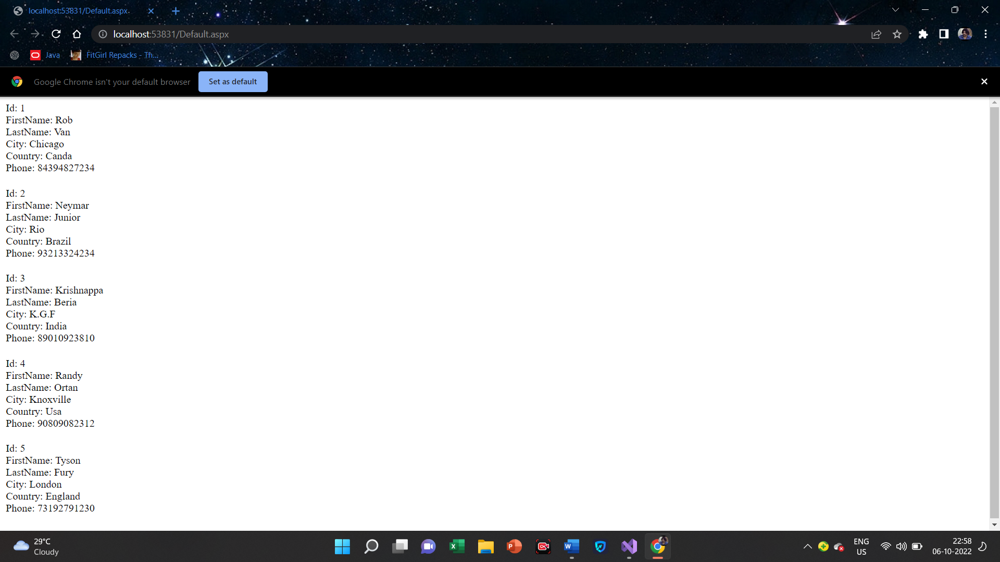 localhost:53831/Default.aspx
localhost:53831/Default.aspx
Java
FitGirl Repacks - Th...
Google Chrome isn't your default browser
Set as default
Id: 1
FirstName: Rob
LastName: Van
City: Chicago
Country: Canda
Phone: 84394827234
Id: 2
FirstName: Neymar
LastName: Junior
City: Rio
Country: Brazil
Phone: 93213324234
Id: 3
FirstName: Krishnappa
LastName: Beria
City: K.G.F
Country: India
Phone: 89010923810
Id: 4
FirstName: Randy
LastName: Ortan
City: Knoxville
Country: Usa
Phone: 90809082312
Id: 5
FirstName: Tyson
LastName: Fury
City: London
Country: England
Phone: 73192791230
29°C
Cloudy
ENG
US
22:58
06-10-2022